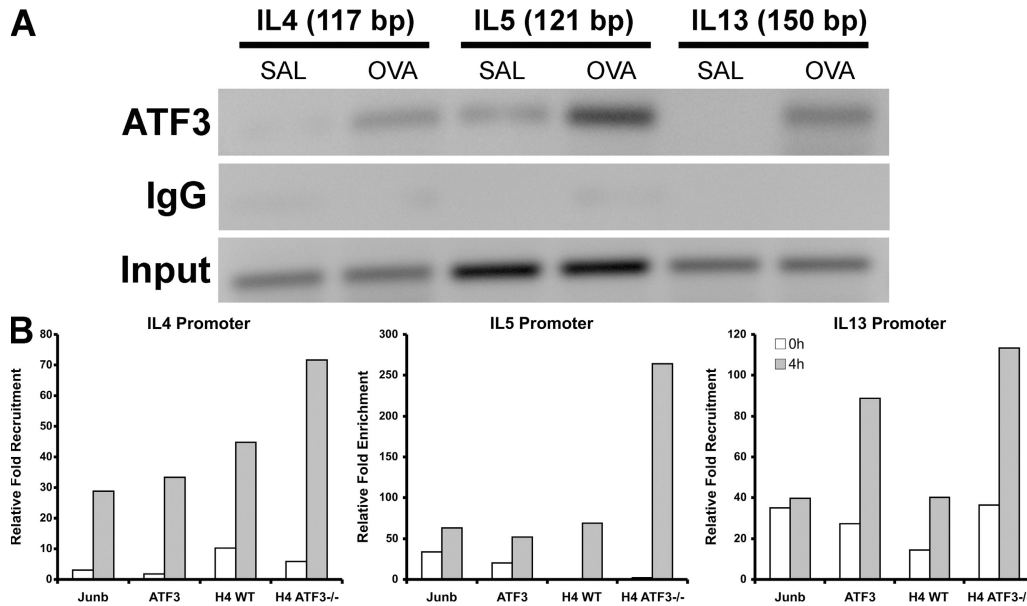 A
IL4 (117 bp) IL5 (121 bp) IL13 (150 bp)
SAL OVA SAL OVA SAL OVA
ATF3
IgG
Input
B
IL4 Promoter
Relative Fold Recruitment
80
70
60
50
40
30
20
10
0
Junb ATF3 H4 WT H4 ATF3-/-
IL5 Promoter
Relative Fold Enrichment
300
250
200
150
100
50
0
Junb ATF3 H4 WT H4 ATF3-/-
IL13 Promoter
Relative Fold Recruitment
120
100
80
60
40
20
0
0h
4h
Junb ATF3 H4 WT H4 ATF3-/-